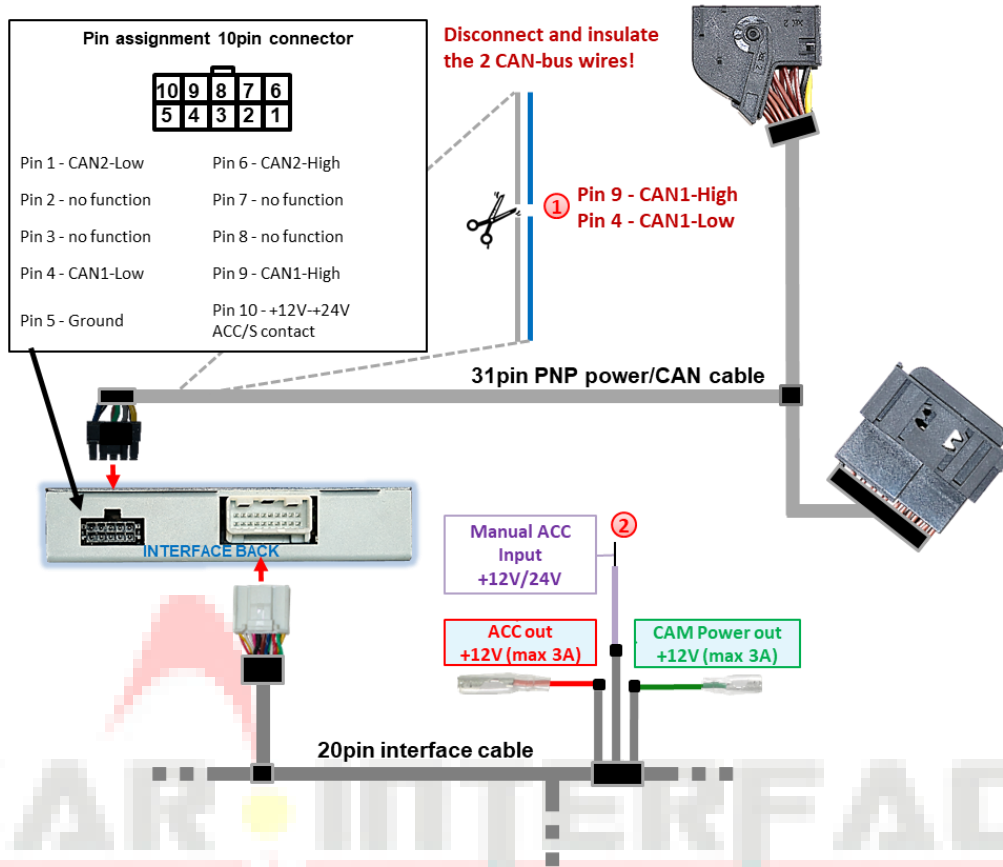 Pin assignment 10pin connector
10 9 8 7 6
5 4 3 2 1
Pin 1 - CAN2-Low
Pin 6 - CAN2-High
Pin 2 - no function
Pin 7 - no function
Pin 3 - no function
Pin 8 - no function
Pin 4 - CAN1-Low
Pin 9 - CAN1-High
Pin 5 - Ground
Pin 10 - +12V-+24V
ACC/S contact
Disconnect and insulate
the 2 CAN-bus wires!
1
Pin 9 - CAN1-High
Pin 4 - CAN1-Low
31pin PNP power/CAN cable
INTERFACE BACK
2
Manual ACC
Input
+12V/24V
ACC out
+12V (max 3A)
CAM Power out
+12V (max 3A)
20pin interface cable
AR INTERFAC